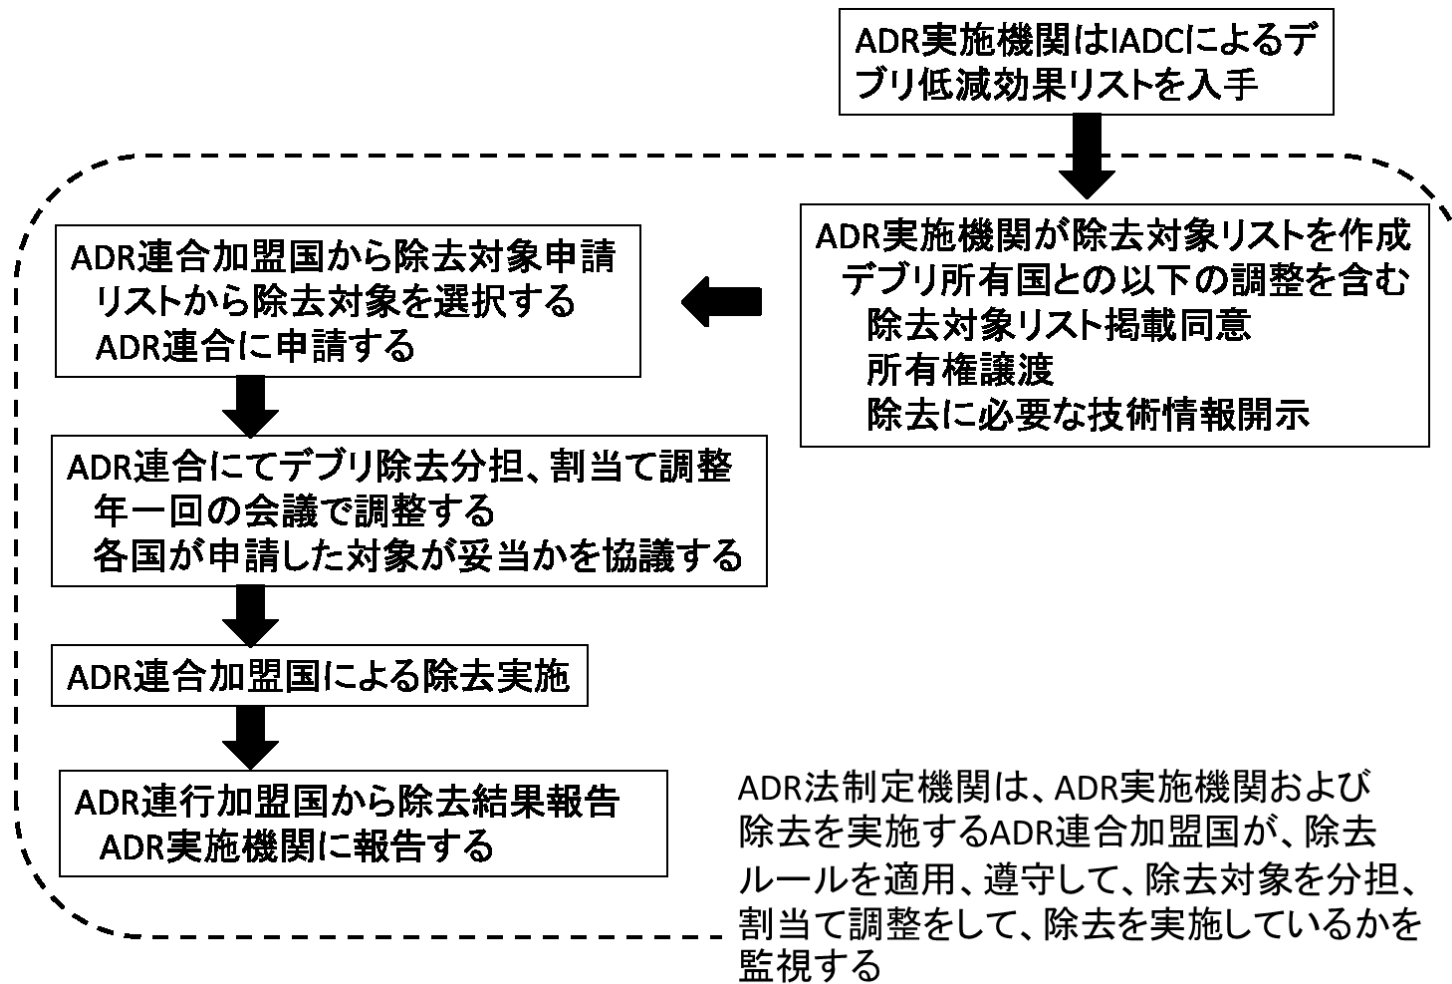 ADR実施機関はIADCによるデ
ブリ低減効果リストを入手
ADR実施機関が除去対象リストを作成
デブリ所有国との以下の調整を含む
除去対象リスト掲載同意
所有権譲渡
除去に必要な技術情報開示
ADR連合加盟国から除去対象申請
リストから除去対象を選択する
ADR連合に申請する
ADR連合にてデブリ除去分担、割当て調整
年一回の会議で調整する
各国が申請した対象が妥当かを協議する
ADR連合加盟国による除去実施
ADR連行加盟国から除去結果報告
ADR実施機関に報告する
ADR法制定機関は、ADR実施機関および
除去を実施するADR連合加盟国が、除去
ルールを適用、遵守して、除去対象を分担、
割当て調整をして、除去を実施しているかを
監視する